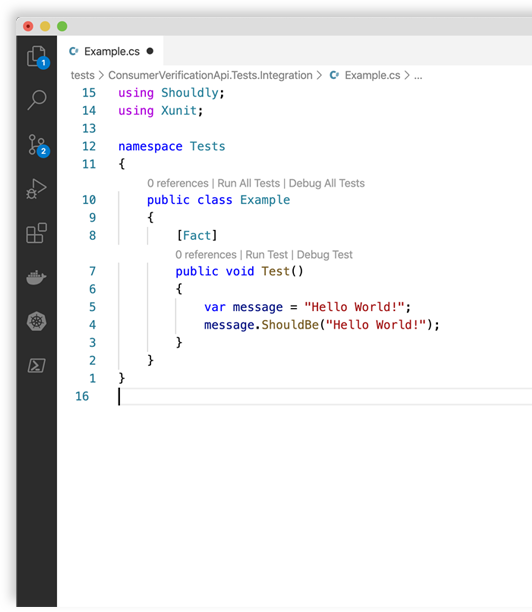 C# Example.cs ●
tests > ConsumerVerificationApi.Tests.Integration > C# Example.cs > ...
1
2
15 using Shouldly;
14 using Xunit;
13
12 namespace Tests
11 {
0 references | Run All Tests | Debug All Tests
10 public class Example
9 {
8 [Fact]
0 references | Run Test | Debug Test
7 public void Test()
6 {
5 var message = "Hello World!";
4 message.ShouldBe("Hello World!");
3 }
2 }
1 }
16